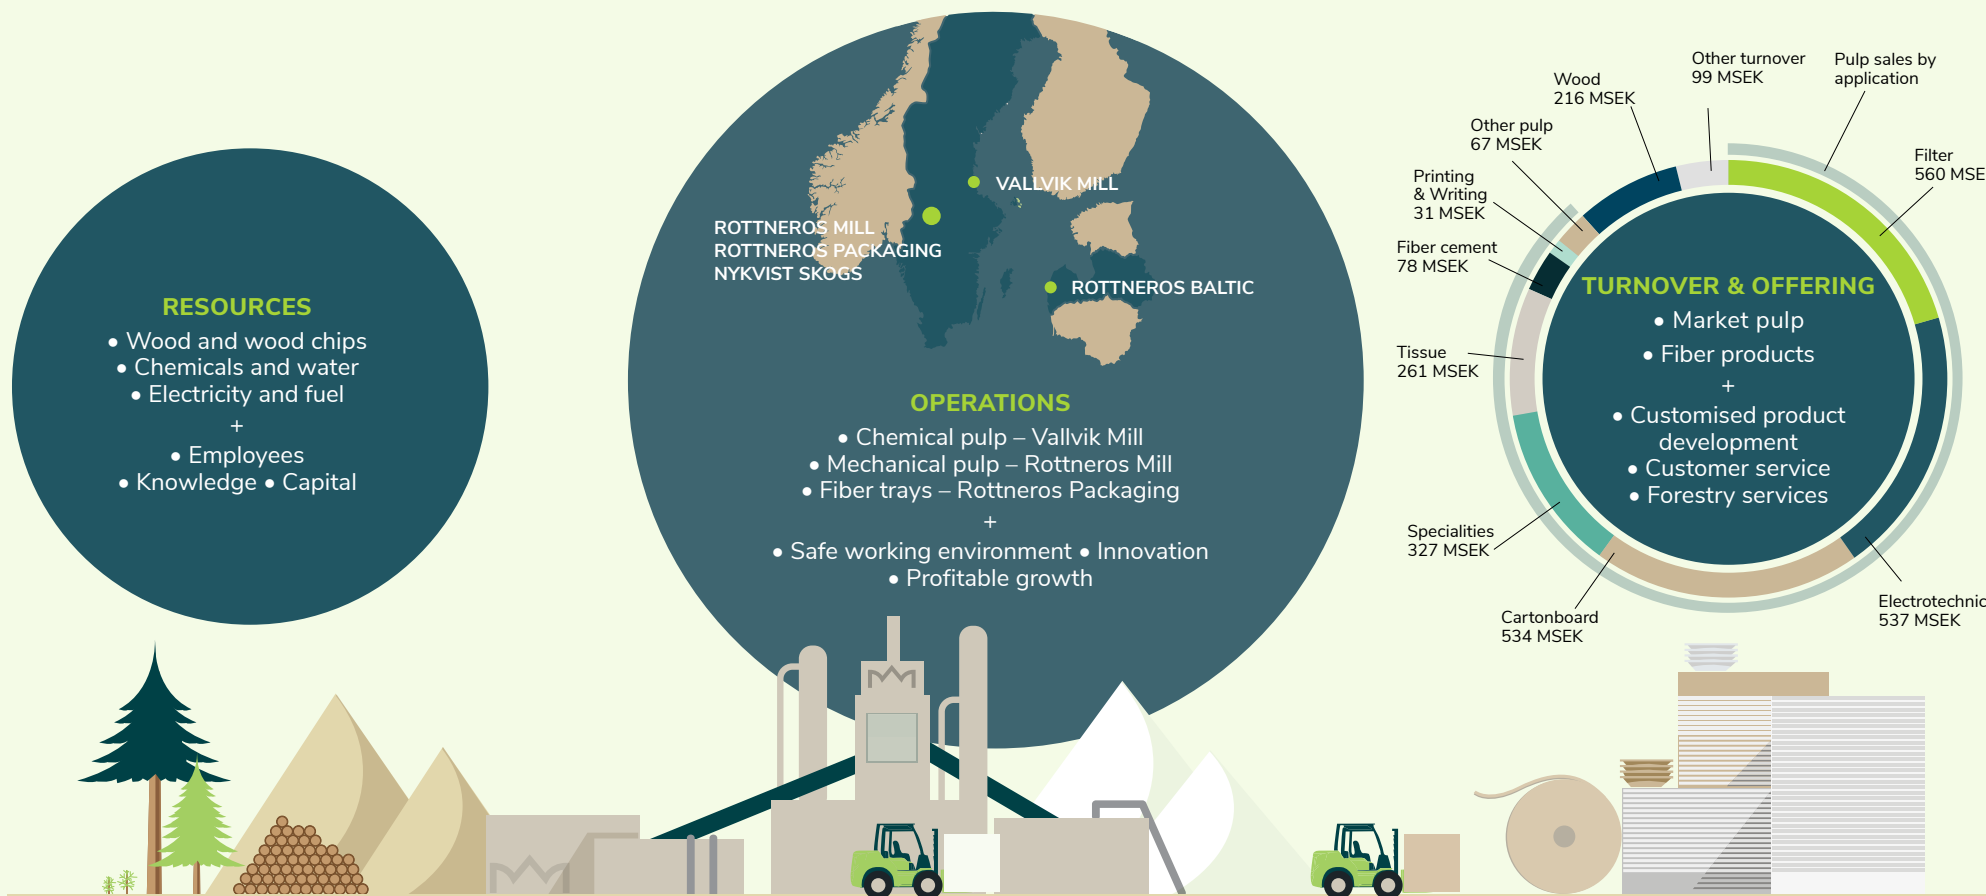 RESOURCES
• Wood and wood chips
• Chemicals and water
• Electricity and fuel
+
• Employees
• Knowledge • Capital
VALLVIK MILL
ROTTNEROS MILL
ROTTNEROS PACKAGING
NYKVIST SKOGS
ROTTNEROS BALTIC
OPERATIONS
• Chemical pulp – Vallvik Mill
• Mechanical pulp – Rottneros Mill
• Fiber trays – Rottneros Packaging
+
• Safe working environment • Innovation
• Profitable growth
Other turnover
99 MSEK
Pulp sales by
application
Wood
216 MSEK
Other pulp
67 MSEK
Filter
560 MSE
Printing
& Writing
31 MSEK
Fiber cement
78 MSEK
Tissue
261 MSEK
Specialities
327 MSEK
Cartonboard
534 MSEK
Electrotechnic
537 MSEK
TURNOVER & OFFERING
• Market pulp
• Fiber products
+
• Customised product
development
• Customer service
• Forestry services